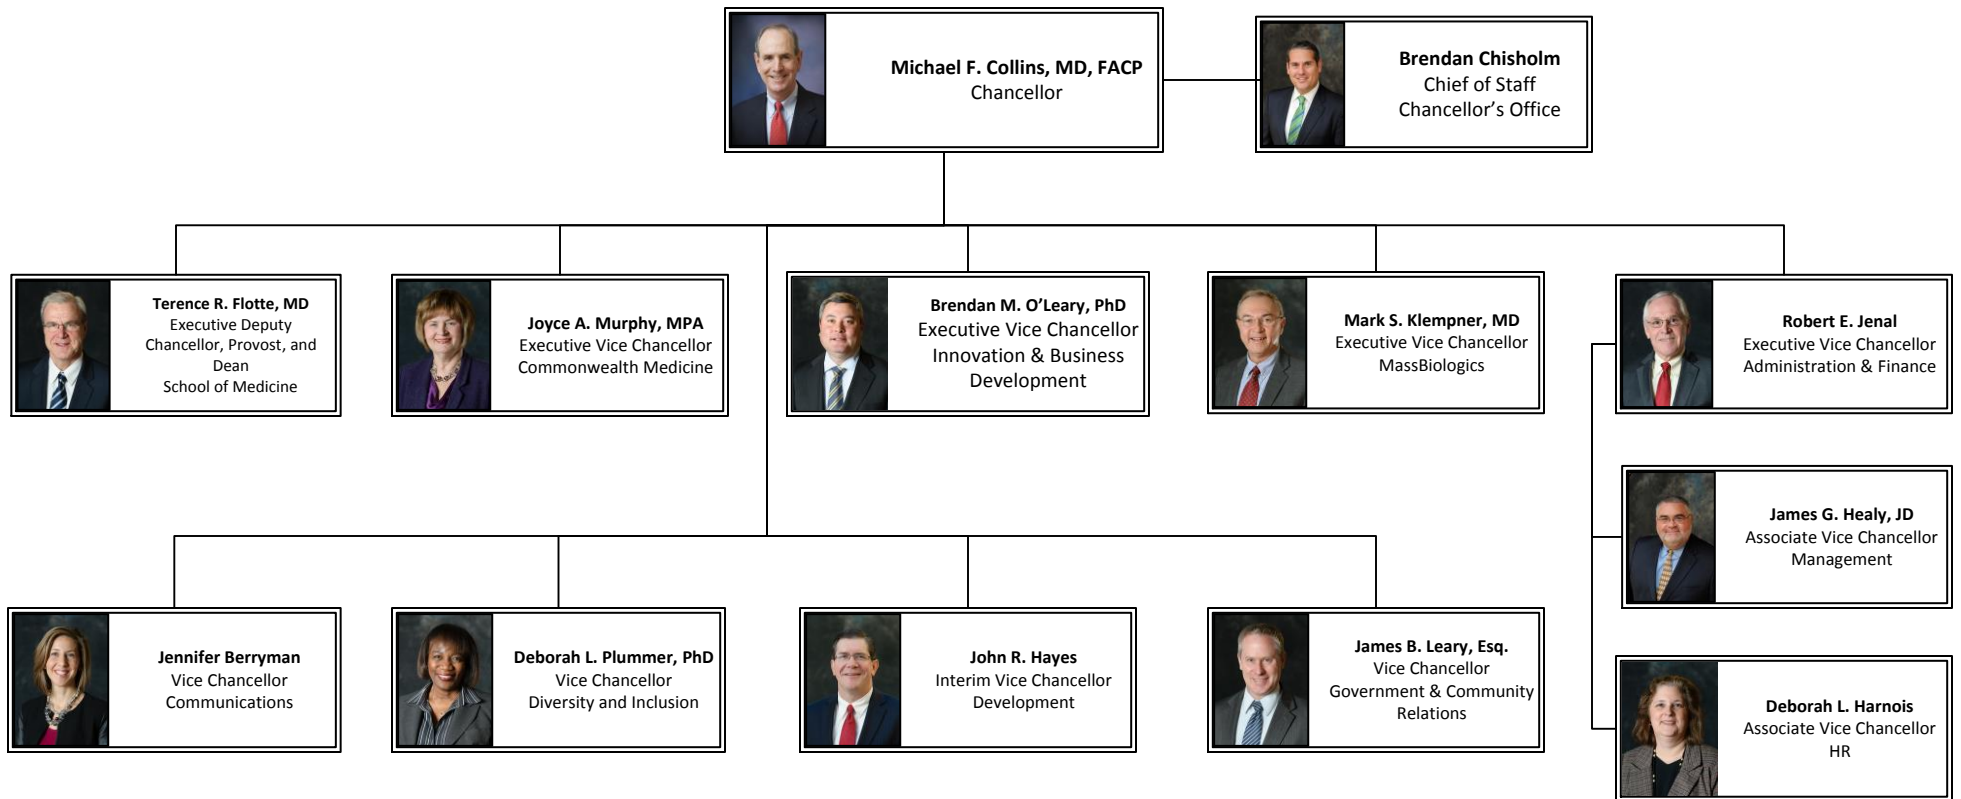 Michael F. Collins, MD, FACP
Chancellor
Brendan Chisholm
Chief of Staff
Chancellor’s Office
Terence R. Flotte, MD
Executive Deputy
Chancellor, Provost, and
Dean
School of Medicine
Joyce A. Murphy, MPA
Executive Vice Chancellor
Commonwealth Medicine
Brendan M. O’Leary, PhD
Executive Vice Chancellor
Innovation & Business
Development
Mark S. Klempner, MD
Executive Vice Chancellor
MassBiologics
Robert E. Jenal
Executive Vice Chancellor
Administration & Finance
James G. Healy, JD
Associate Vice Chancellor
Management
Jennifer Berryman
Vice Chancellor
Communications
Deborah L. Plummer, PhD
Vice Chancellor
Diversity and Inclusion
John R. Hayes
Interim Vice Chancellor
Development
James B. Leary, Esq.
Vice Chancellor
Government & Community
Relations
Deborah L. Harnois
Associate Vice Chancellor
HR